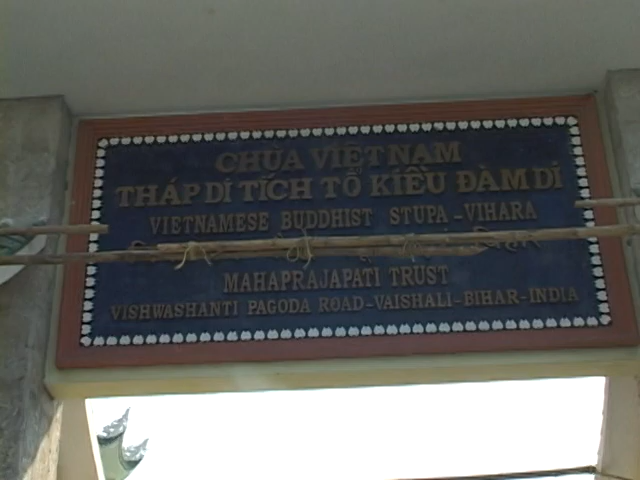 CHÙA VIỆT NAM
THÁP DI TÍCH TỔ KIỀU ĐÀM DI
VIETNAMESE BUDDHIST STUPA-VIHARA
MAHAPRAJAPATI TRUST
VISHWASHANTI PAGODA ROAD-VAISHALI-BIHAR-INDIA